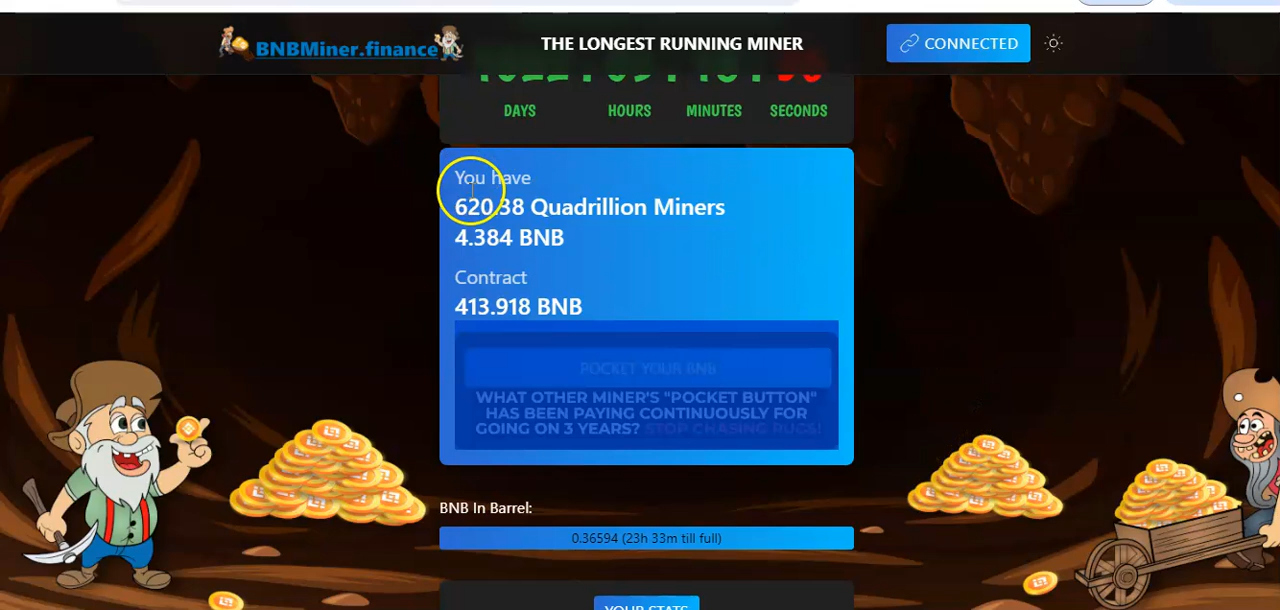 BNBMiner.finance
THE LONGEST RUNNING MINER
CONNECTED
DAYS
HOURS
MINUTES
SECONDS
You have
620.38 Quadrillion Miners
4.384 BNB
Contract
413.918 BNB
POCKET YOUR BNB
WHAT OTHER MINER'S "POCKET BUTTON"
HAS BEEN PAYING CONTINUOUSLY FOR
GOING ON 3 YEARS? STOP CHASING RUGS!
BNB In Barrel:
0.36594 (23h 33m till full)
YOUR STATS